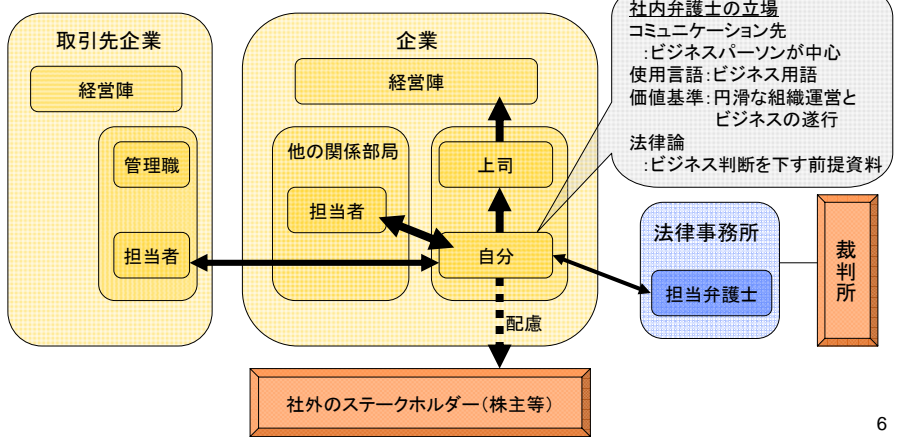 取引先企業
経営陣
管理職
担当者
企業
経営陣
他の関係部局
担当者
上司
自分
配慮
社外のステークホルダー(株主等)
社内弁護士の立場
コミュニケーション先
:ビジネスパーソンが中心
使用言語:ビジネス用語
価値基準:円滑な組織運営と
ビジネスの遂行
法律論
:ビジネス判断を下す前提資料
法律事務所
担当弁護士
裁判所
6